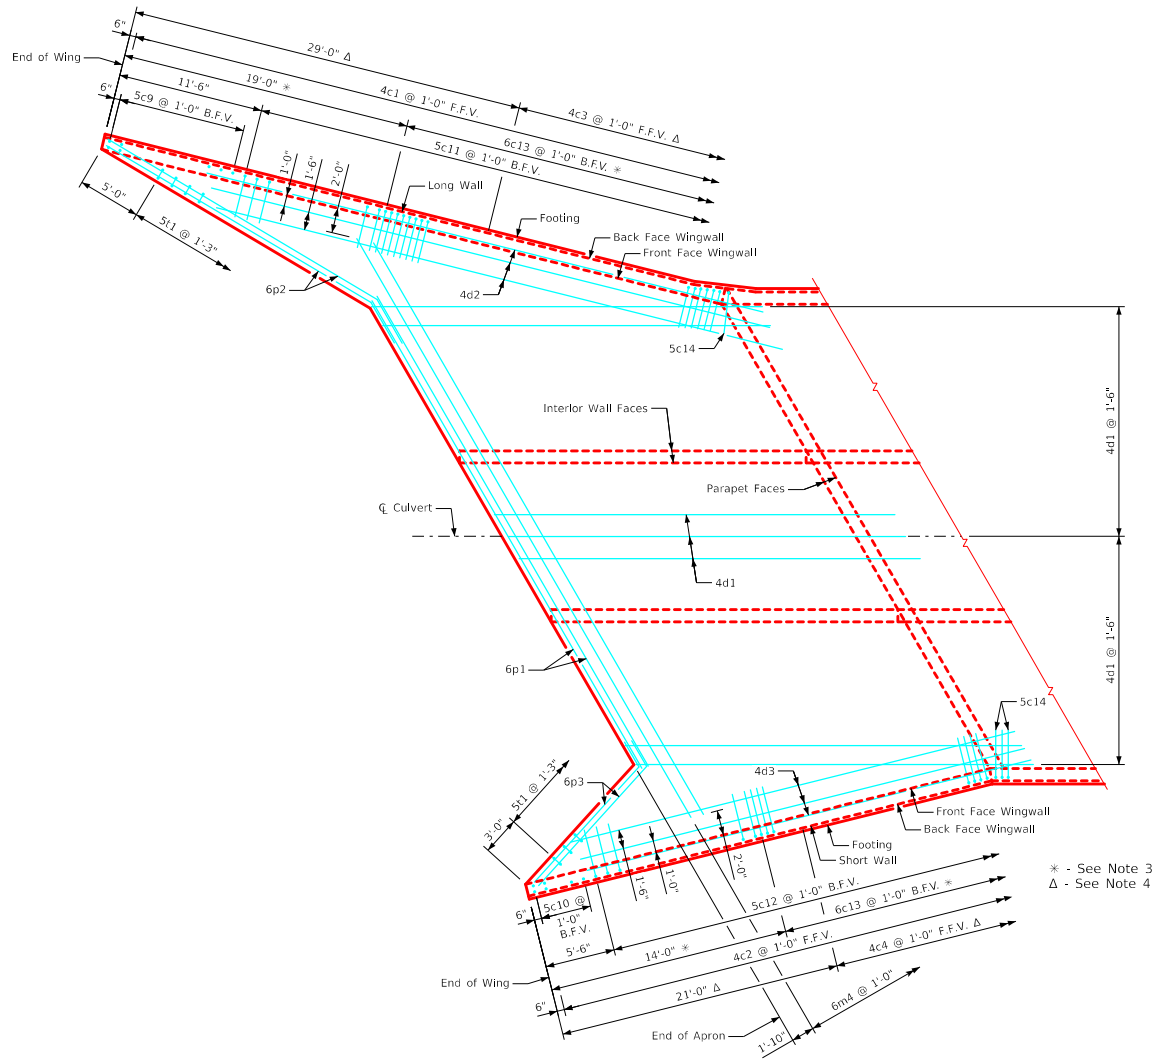 6"
29'-0" Δ
End of Wing
19'-0" ✳
4c1 @ 1'-0" F.F.V.
4c3 @ 1'-0" F.F.V. Δ
11'-6"
6"
5c9 @ 1'-0" B.F.V.
6c13 @ 1'-0" B.F.V. ✳
5c11 @ 1'-0" B.F.V.
1'-0"
1'-6"
2'-0"
Long Wall
5'-0"
Footing
5t1 @ 1'-3"
Back Face Wingwall
Front Face Wingwall
6p2
4d2
5c14
Interior Wall Faces
4d1 @ 1'-6"
Parapet Faces
℄ Culvert
4d1
4d1 @ 1'-6"
6p1
5c14
5t1 @ 1'-3"
6p3
4d3
3'-0"
Front Face Wingwall
Back Face Wingwall
Footing
Short Wall
1'-6"
1'-0"
2'-0"
✳ - See Note 3
Δ - See Note 4
6"
5c10 @
1'-0"
B.F.V.
5c12 @ 1'-0" B.F.V.
6c13 @ 1'-0" B.F.V. ✳
5'-6"
14'-0" ✳
4c2 @ 1'-0" F.F.V.
4c4 @ 1'-0" F.F.V. Δ
End of Wing
6"
21'-0" Δ
6m4 @ 1'-0"
End of Apron
1'-10"